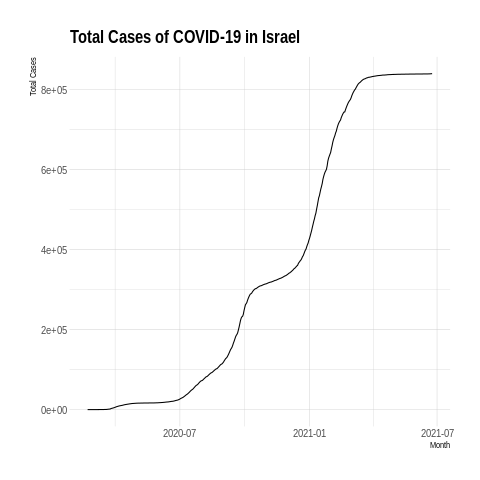 Total Cases of COVID-19 in Israel
Total Cases
8e+05
6e+05
4e+05
2e+05
0e+00
2020-07
2021-01
2021-07
Month